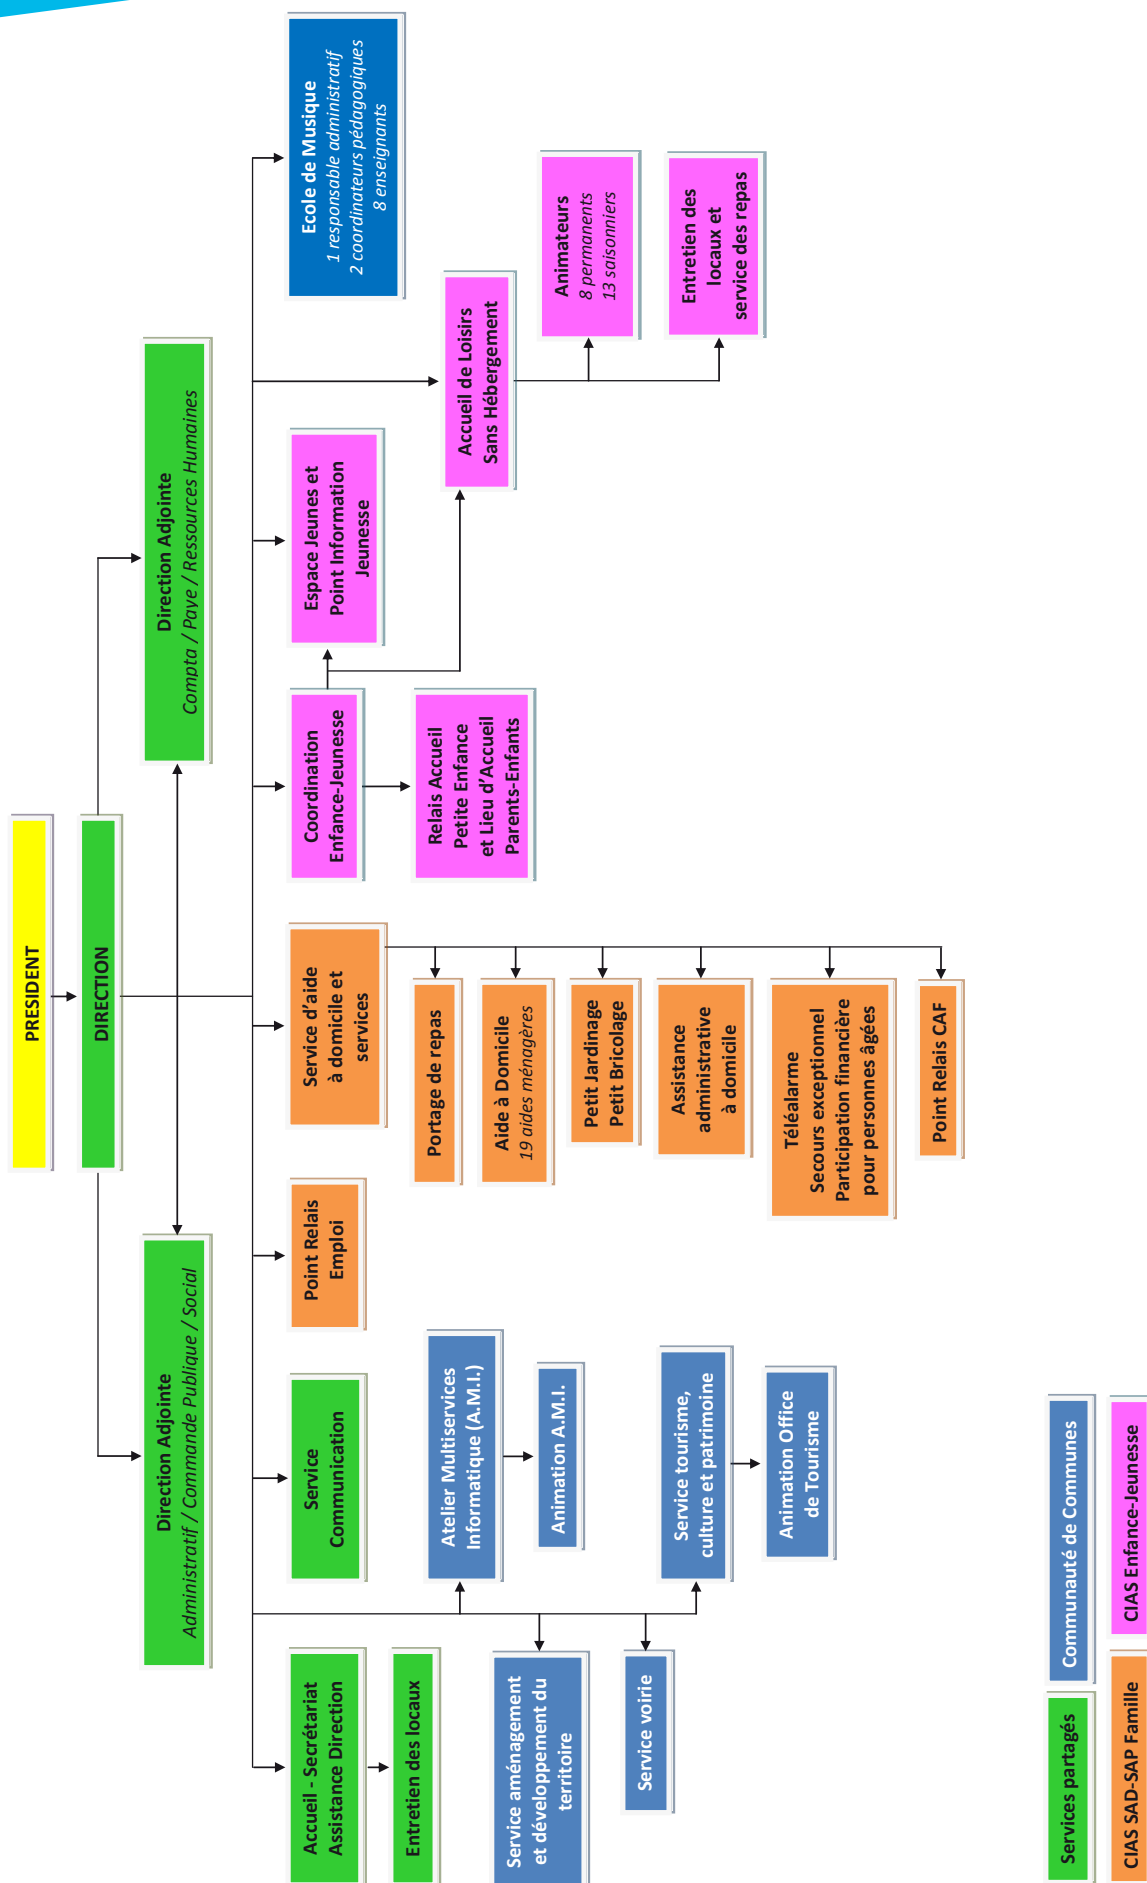 PRESIDENT
DIRECTION
Direction Adjointe
Administratif / Commande Publique / Social
Direction Adjointe
Compta / Paye / Ressources Humaines
Accueil - Secrétariat
Assistance Direction
Entretien des locaux
Service aménagement
et développement du
territoire
Service voirie
Service
Communication
Atelier Multiservices
Informatique (A.M.I.)
Animation A.M.I.
Service tourisme,
culture et patrimoine
Animation Office
de Tourisme
Point Relais
Emploi
Service d’aide
à domicile et
services
Portage de repas
Aide à Domicile
19 aides ménagères
Petit Jardinage
Petit Bricolage
Assistance
administrative
à domicile
Téléalarme
Secours exceptionnel
Participation financière
pour personnes âgées
Point Relais CAF
Coordination
Enfance-Jeunesse
Relais Accueil
Petite Enfance
et Lieu d’Accueil
Parents-Enfants
Espace Jeunes et
Point Information
Jeunesse
Accueil de Loisirs
Sans Hébergement
Animateurs
8 permanents
13 saisonniers
Entretien des
locaux et
service des repas
Ecole de Musique
1 responsable administratif
2 coordinateurs pédagogiques
8 enseignants
Services partagés
Communauté de Communes
CIAS SAD-SAP Famille
CIAS Enfance-Jeunesse